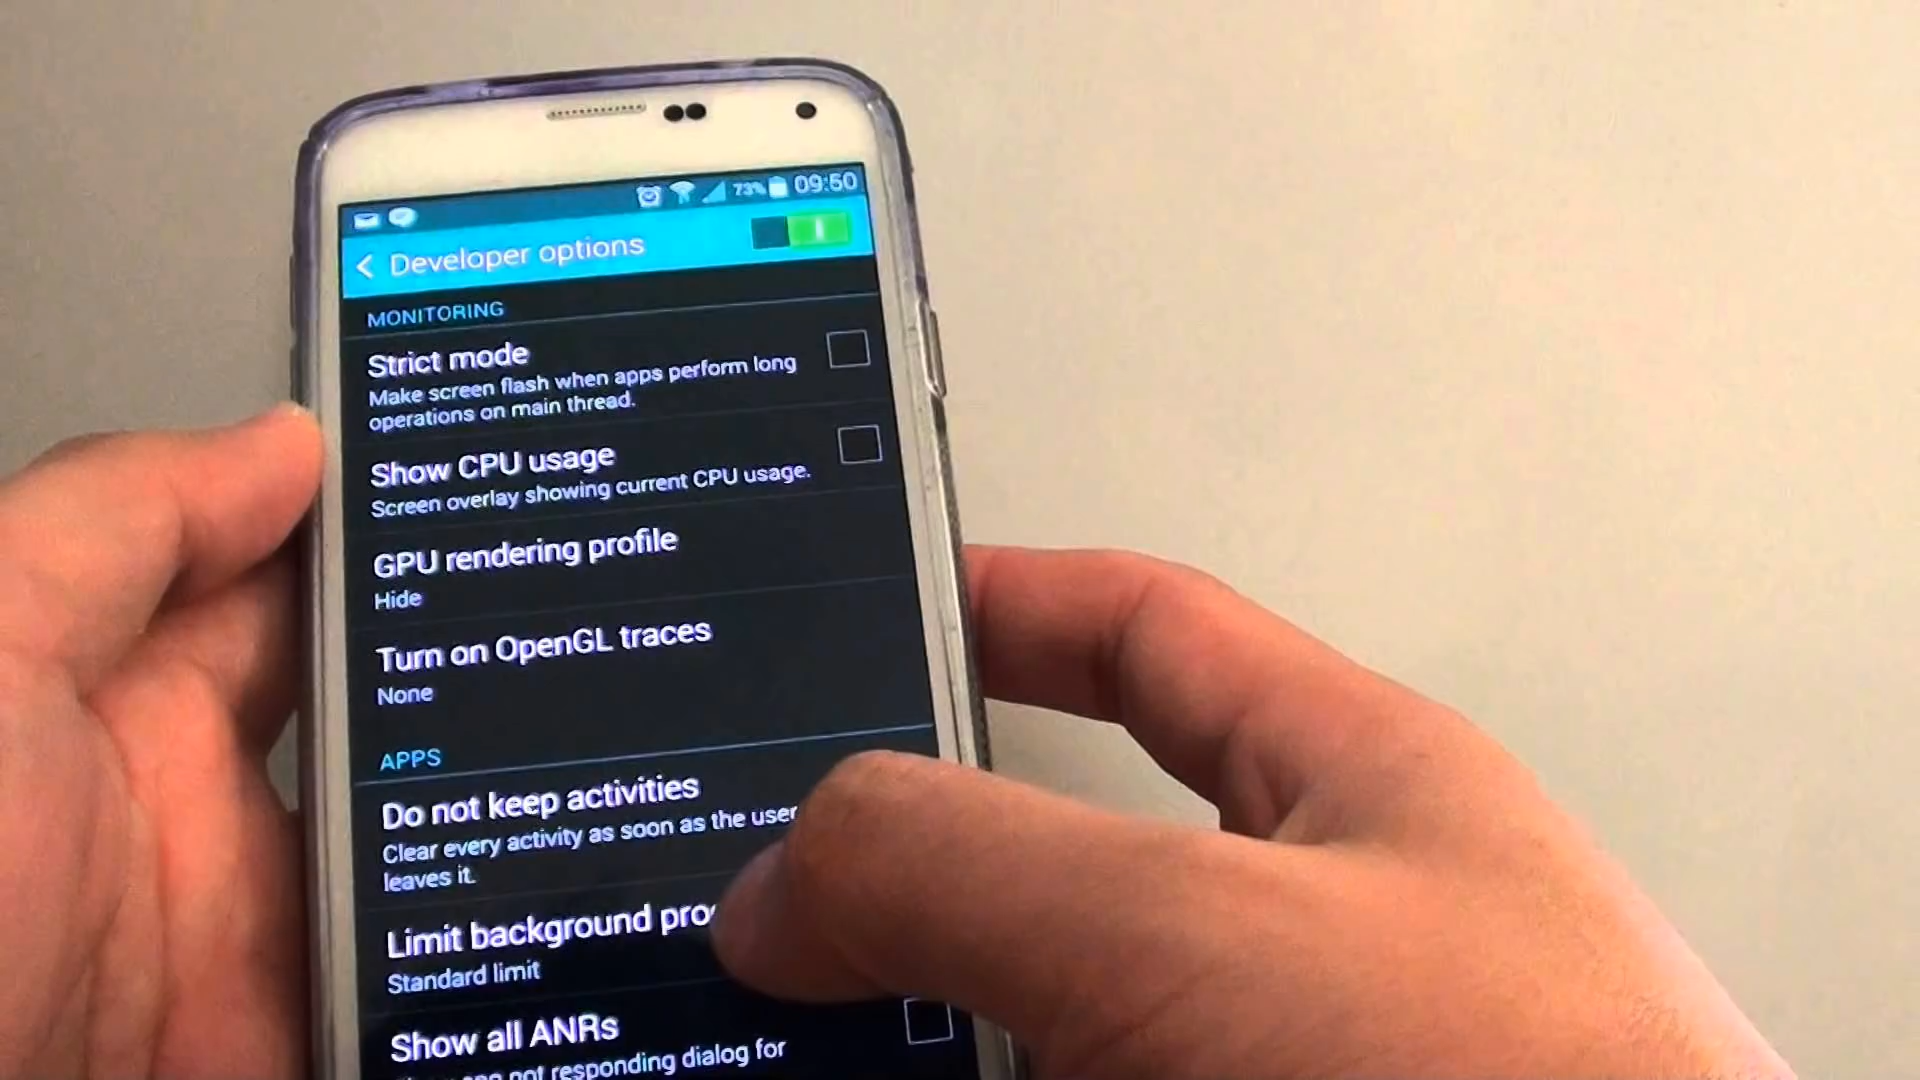 73% 09:50
Developer options
MONITORING
Strict mode
Make screen flash when apps perform long
operations on main thread.
Show CPU usage
Screen overlay showing current CPU usage.
GPU rendering profile
Hide
Turn on OpenGL traces
None
APPS
Do not keep activities
Clear every activity as soon as the user
leaves it.
Limit background
Standard limit
Show all ANRs
not responding dialog for